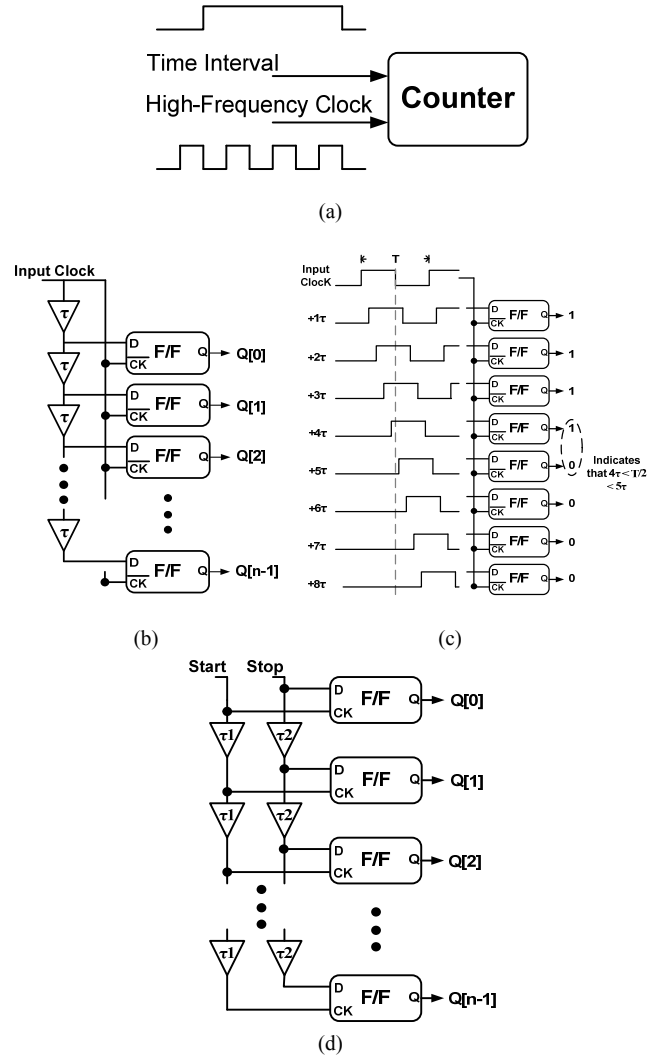 Time Interval
High-Frequency Clock
Counter
(a)
Input Clock
τ
D F/F Q Q[0]
CK
τ
D F/F Q Q[1]
CK
τ
D F/F Q Q[2]
CK
τ
D F/F Q Q[n-1]
CK
(b)
T
Input
ClocK
+1τ D F/F Q 1
CK
+2τ D F/F Q 1
CK
+3τ D F/F Q 1
CK
+4τ D F/F Q 1
CK
+5τ D F/F Q 0
CK
+6τ D F/F Q 0
CK
+7τ D F/F Q 0
CK
+8τ D F/F Q 0
CK
Indicates
that 4τ<T/2
<5τ
(c)
Start Stop
D F/F Q Q[0]
CK
τ1 τ2
D F/F Q Q[1]
CK
τ1 τ2
D F/F Q Q[2]
CK
τ1 τ2
D F/F Q Q[n-1]
CK
(d)